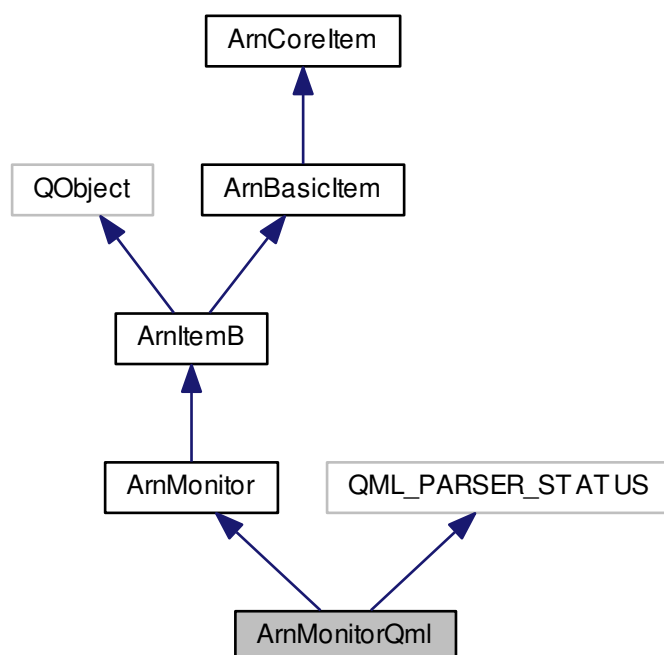 ArnCoreItem
QObject
ArnBasicItem
ArnItemB
ArnMonitor
QML_PARSER_STATUS
ArnMonitorQml